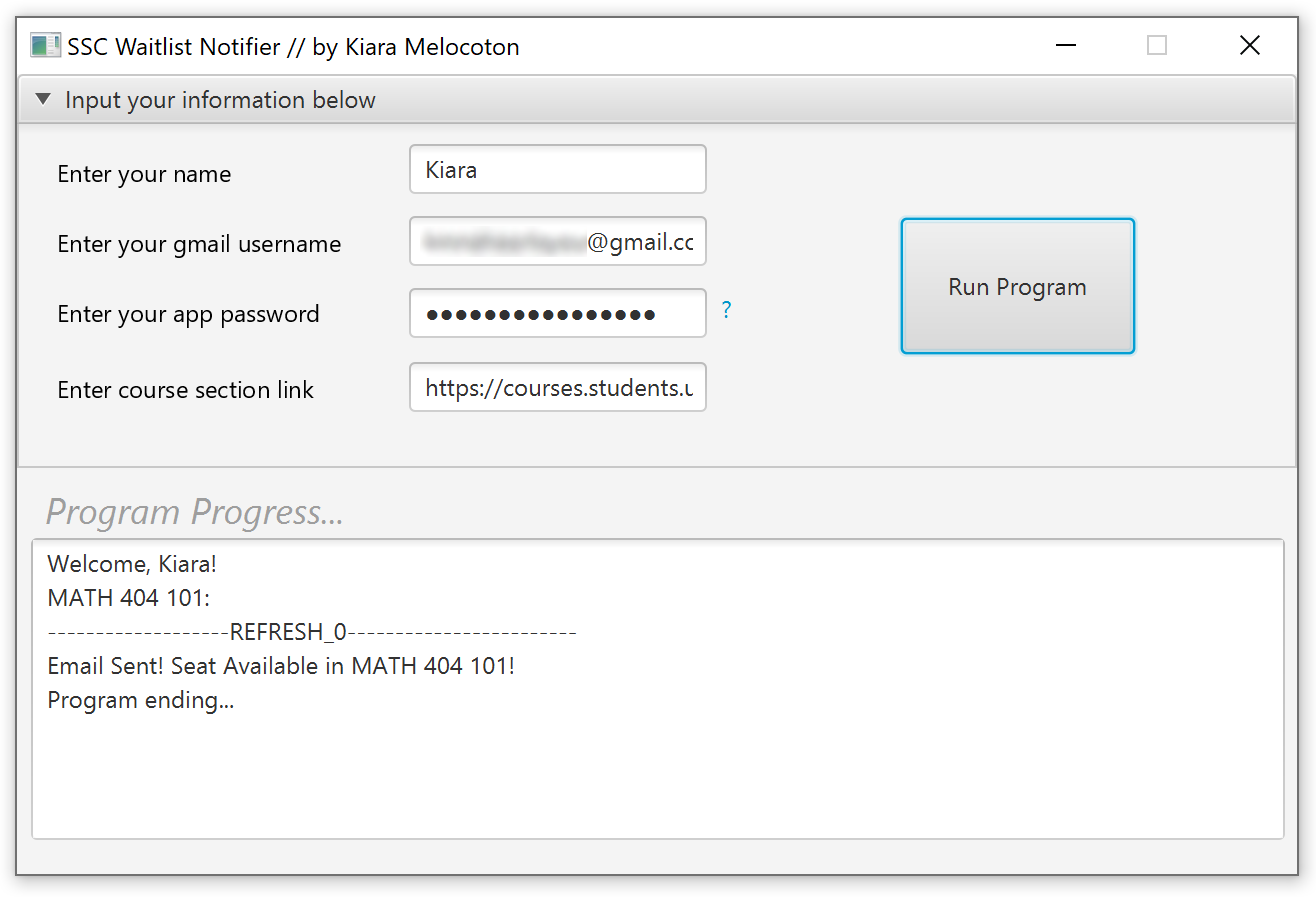 SSC Waitlist Notifier // by Kiara Melocoton
Input your information below
Enter your name
Kiara
Enter your gmail username
@gmail.cc
Enter your app password
●●●●●●●●●●●●●●●●
?
Enter course section link
https://courses.students.u
Run Program
Program Progress...
Welcome, Kiara!
MATH 404 101:
-------------------REFRESH_0------------------------
Email Sent! Seat Available in MATH 404 101!
Program ending...